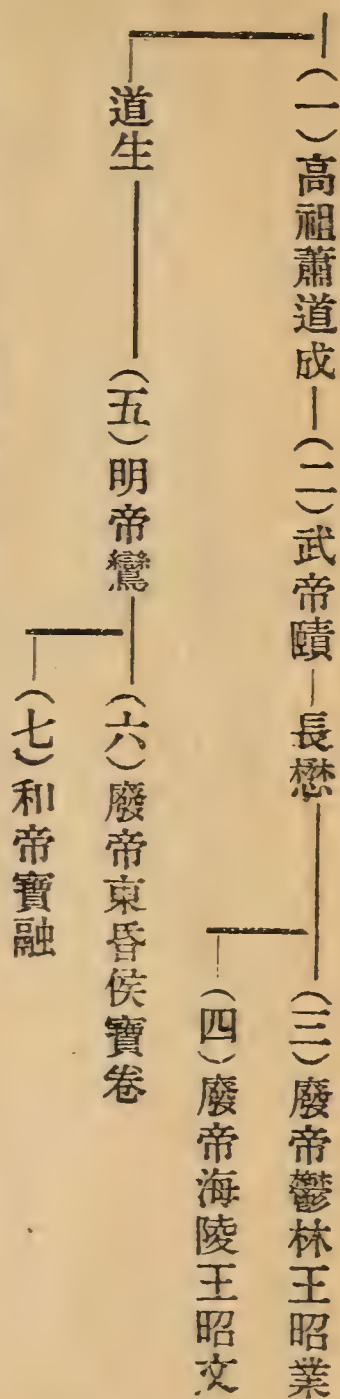 (一)高祖蕭道成—(二)武帝賾—長懋
(三)廢帝鬱林王昭業
(四)廢帝海陵王昭文
道生
(五)明帝鸞
(六)廢帝東昏侯寶卷
(七)和帝寶融